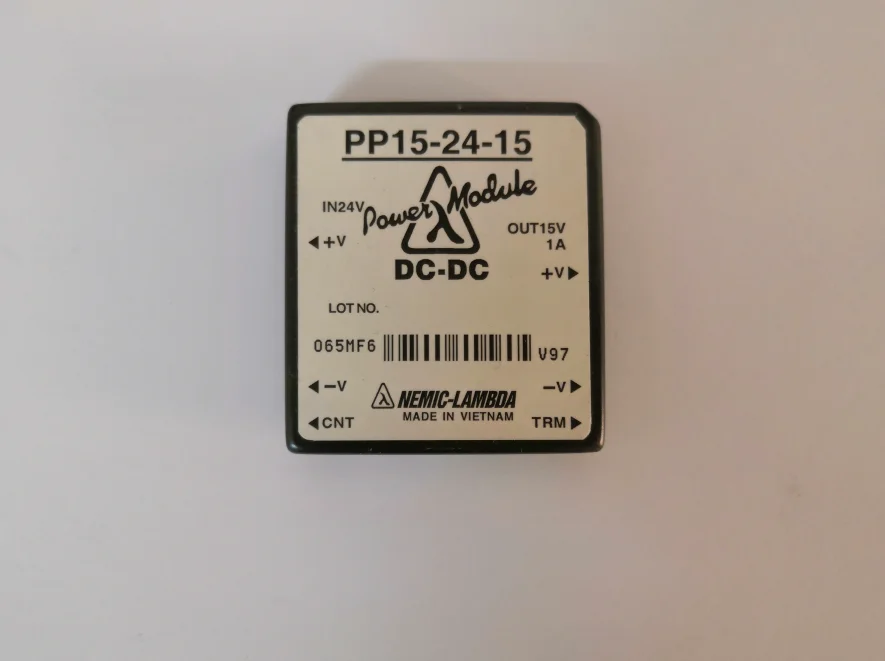 PP15-24-15
Power λ Module
IN24V
◀+V
OUT15V
1A
DC-DC
+V▶
LOT NO.
065MF6
V97
◀−V
−V▶
λ NEMIC-LAMBDA
MADE IN VIETNAM
◀CNT
TRM▶